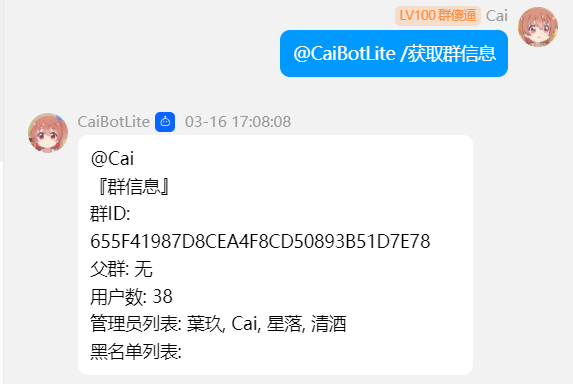 LV100 群傻逼 Cai
@CaiBotLite /获取群信息
CaiBotLite 03-16 17:08:08
@Cai
『群信息』
群ID:
655F41987D8CEA4F8CD50893B51D7E78
父群: 无
用户数: 38
管理员列表: 葉玖, Cai, 星落, 清酒
黑名单列表: